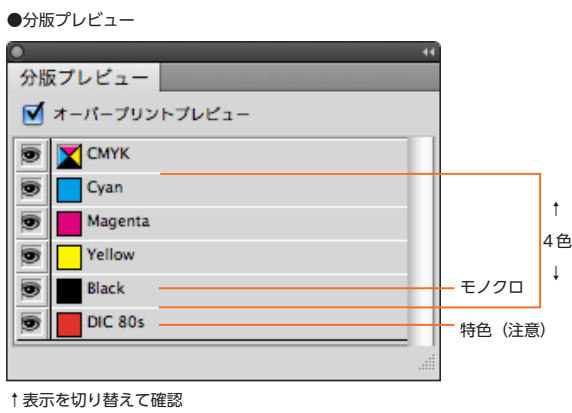 ●分版プレビュー
分版プレビュー
オーバープリントプレビュー
CMYK
Cyan
Magenta
Yellow
Black
DIC 80s
↑
4色
↓
モノクロ
特色（注意）
↑表示を切り替えて確認